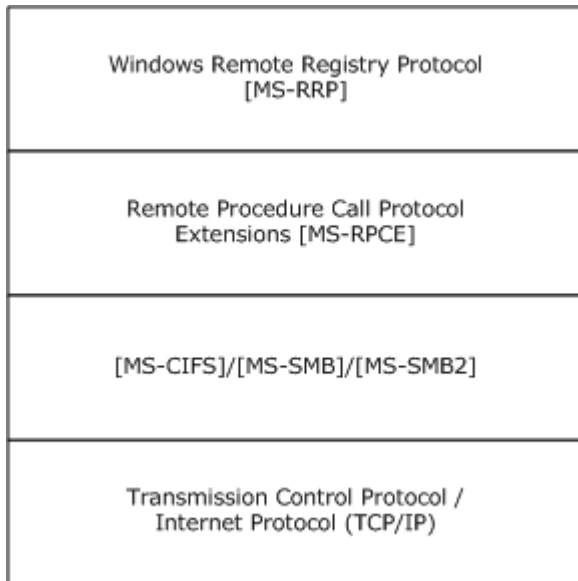 Windows Remote Registry Protocol
[MS-RRP]
Remote Procedure Call Protocol
Extensions [MS-RPCE]
[MS-CIFS]/[MS-SMB]/[MS-SMB2]
Transmission Control Protocol /
Internet Protocol (TCP/IP)